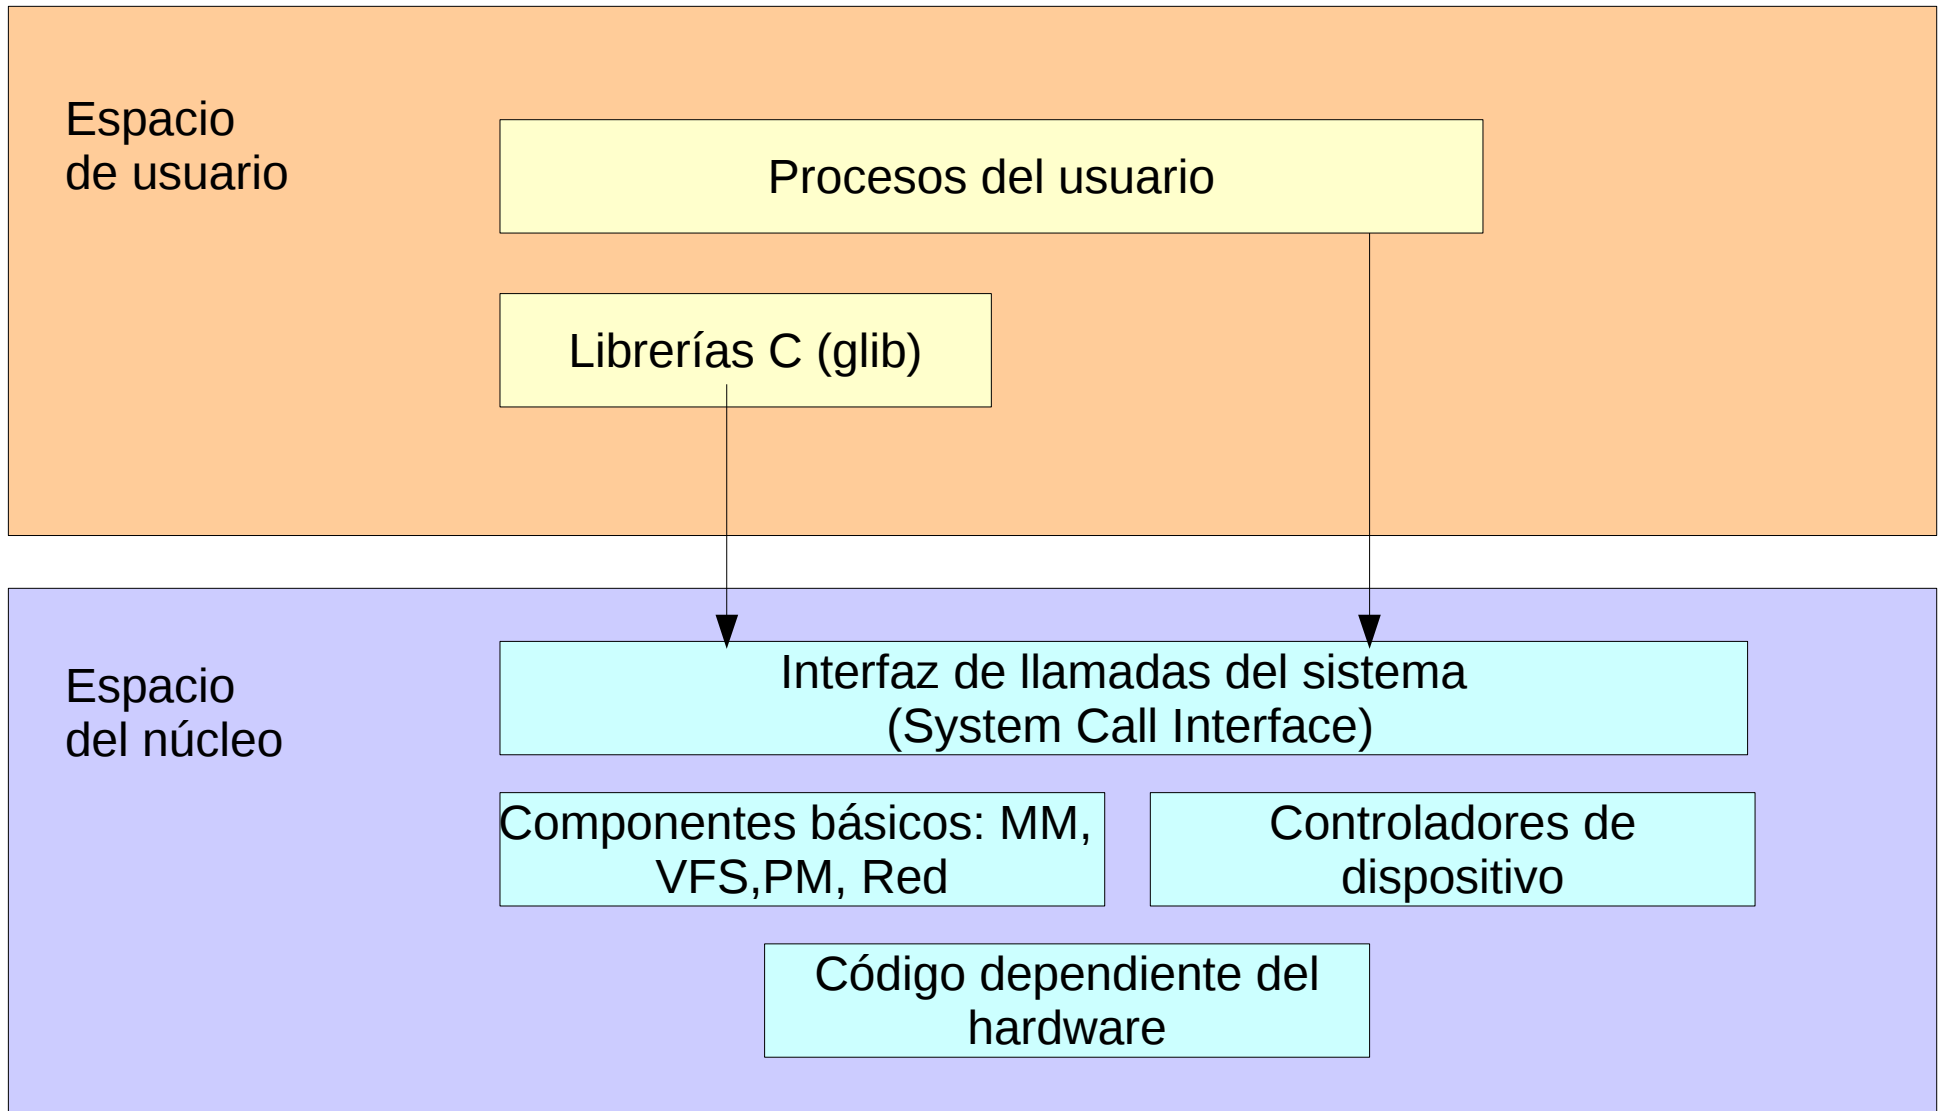 Espacio
de usuario
Procesos del usuario
Librerías C (glib)
Espacio
del núcleo
Interfaz de llamadas del sistema
(System Call Interface)
Componentes básicos: MM,
VFS,PM, Red
Controladores de
dispositivo
Código dependiente del
hardware